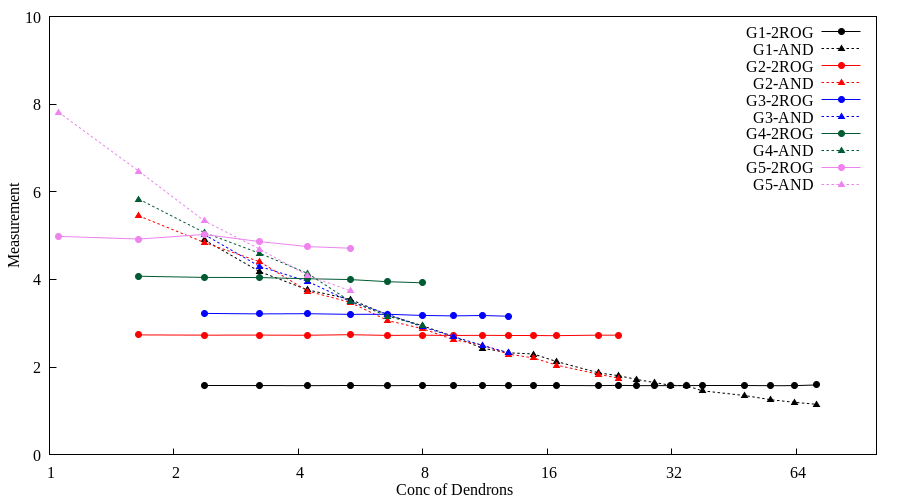 10
8
6
4
2
0
Measurement
G1-2ROG
G1-AND
G2-2ROG
G2-AND
G3-2ROG
G3-AND
G4-2ROG
G4-AND
G5-2ROG
G5-AND
1 2 4 8 16 32 64
Conc of Dendrons